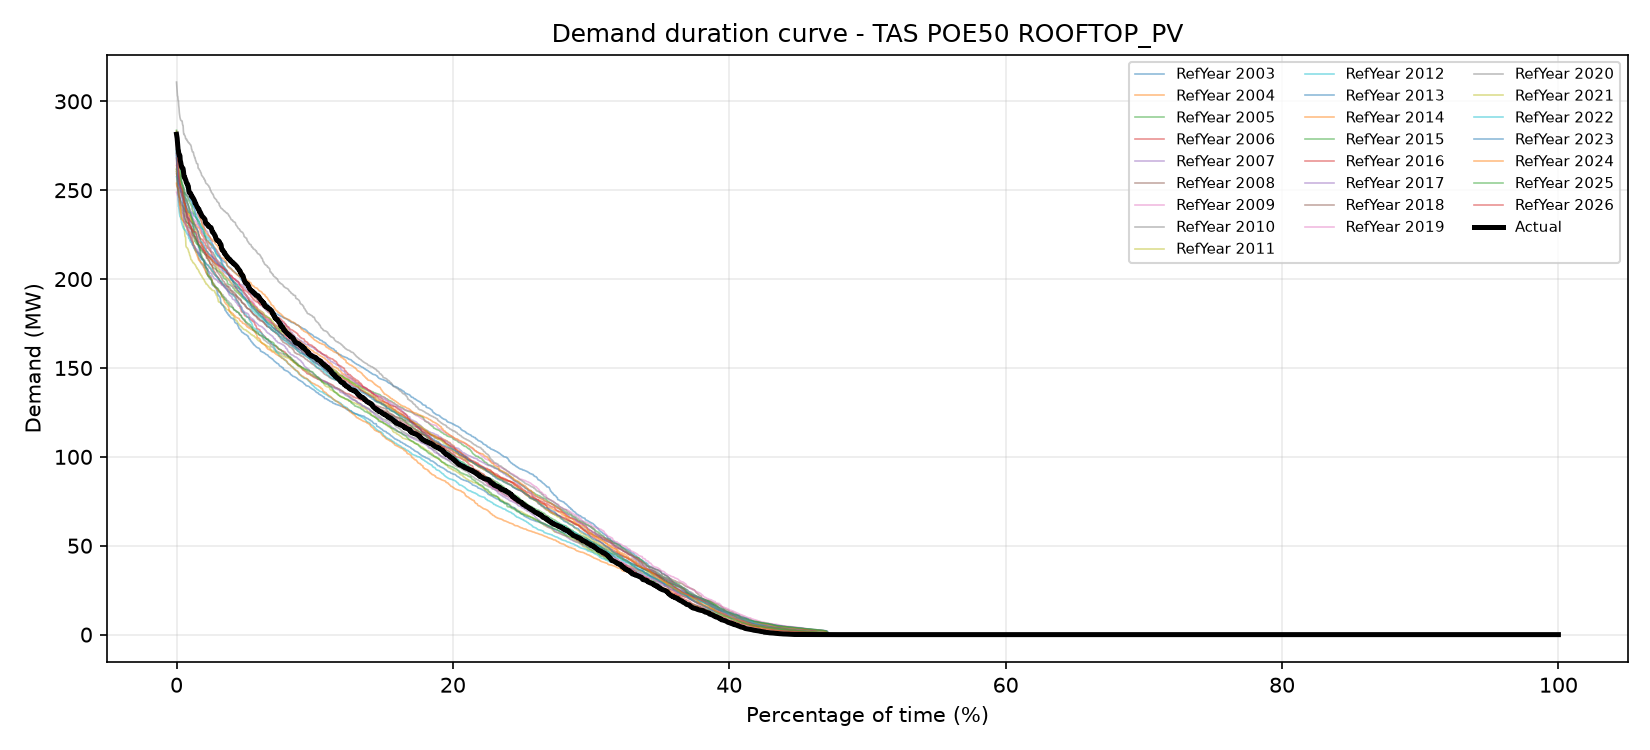 Demand duration curve - TAS POE50 ROOFTOP_PV
Demand (MW)
300
250
200
150
100
50
0
0
20
40
60
80
100
Percentage of time (%)
RefYear 2003
RefYear 2004
RefYear 2005
RefYear 2006
RefYear 2007
RefYear 2008
RefYear 2009
RefYear 2010
RefYear 2011
RefYear 2012
RefYear 2013
RefYear 2014
RefYear 2015
RefYear 2016
RefYear 2017
RefYear 2018
RefYear 2019
RefYear 2020
RefYear 2021
RefYear 2022
RefYear 2023
RefYear 2024
RefYear 2025
RefYear 2026
Actual